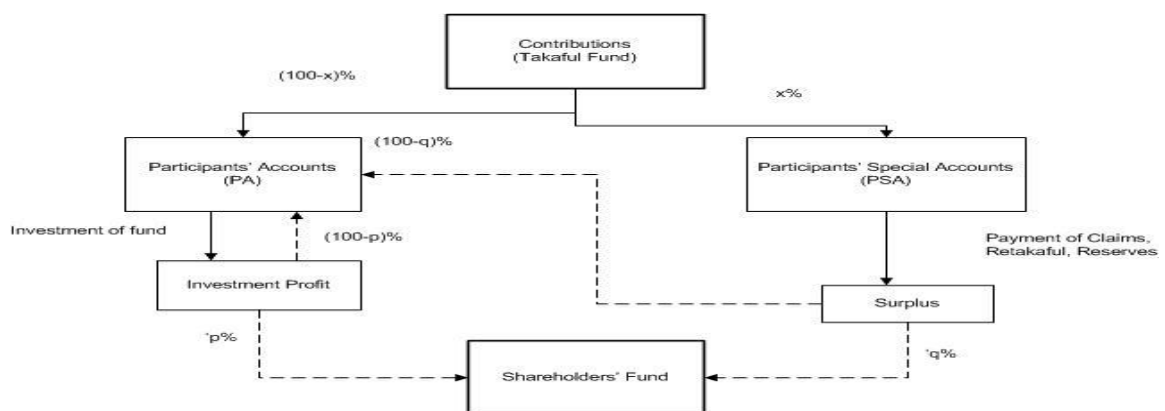 Contributions
(Takaful Fund)
(100-x)%
x%
(100-q)%
Participants' Accounts
(PA)
Participants' Special Accounts
(PSA)
Investment of fund
(100-p)%
Payment of Claims,
Retakaful, Reserves
Investment Profit
Surplus
'p%
'q%
Shareholders' Fund